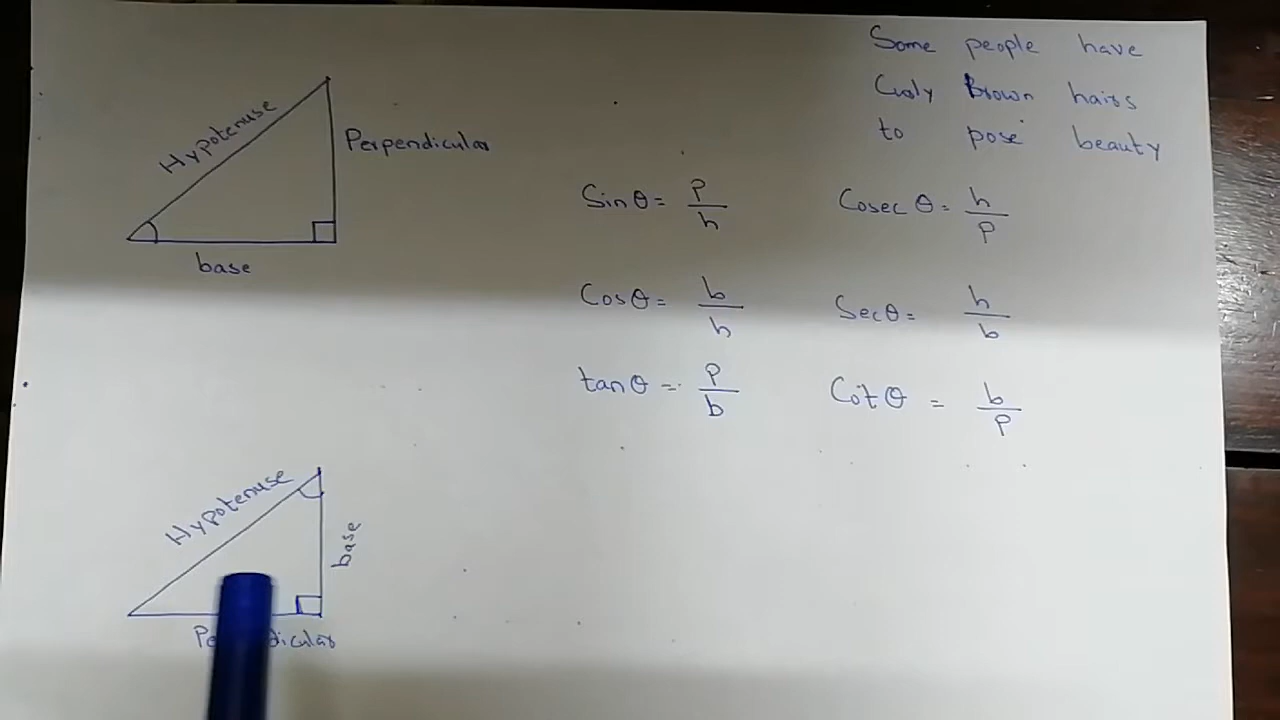 Some people have
Curly Brown hairs
to pose beauty
Hypotenuse
Perpendicular
base
Sinθ = P/h
Cosec θ = h/P
Cosθ = b/h
Secθ = h/b
tanθ = P/b
Cotθ = b/P
Hypotenuse
base